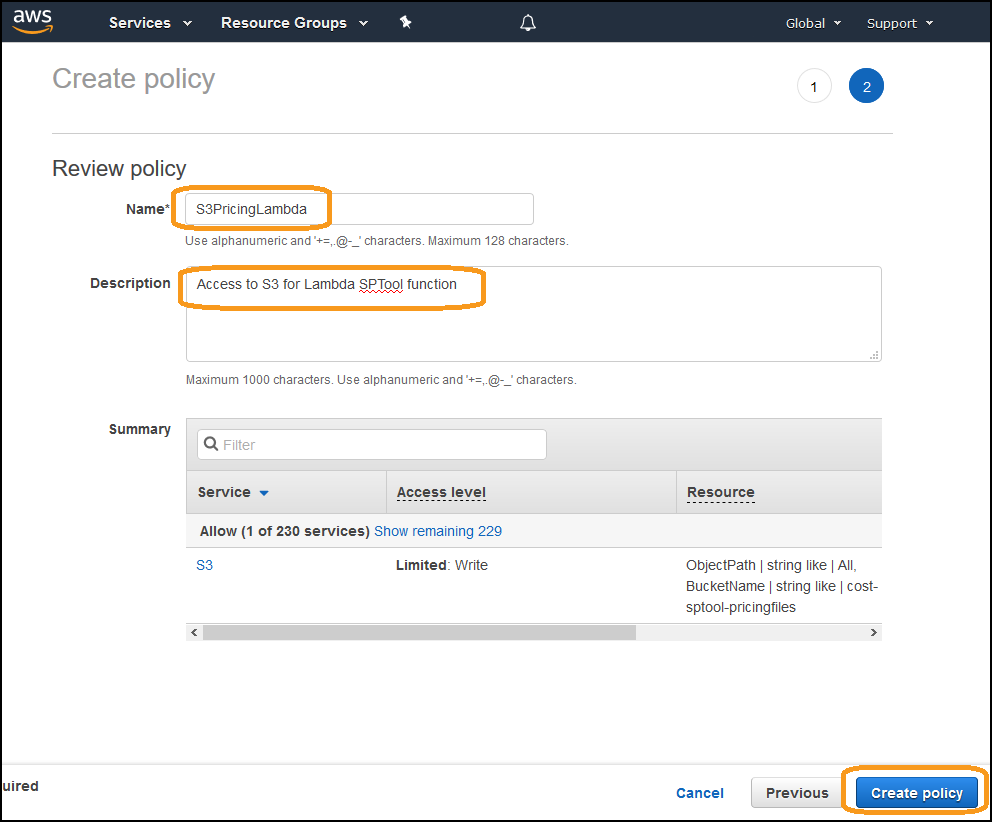 aws Services Resource Groups Global Support
Create policy
1 2
Review policy
Name* S3PricingLambda
Use alphanumeric and '+=,.@-_' characters. Maximum 128 characters.
Description Access to S3 for Lambda SPTool function
Maximum 1000 characters. Use alphanumeric and '+=,.@-_' characters.
Summary
Filter
Service Access level Resource
Allow (1 of 230 services) Show remaining 229
S3 Limited: Write ObjectPath | string like | All,
BucketName | string like | cost-
sptool-pricingfiles
uired
Cancel Previous Create policy